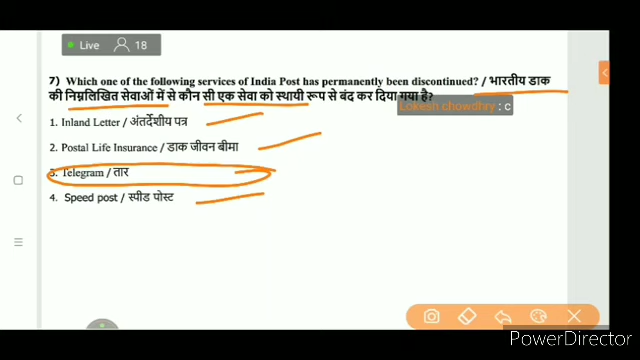 Live 18
7) Which one of the following services of India Post has permanently been discontinued? / भारतीय डाक
की निम्नलिखित सेवाओं में से कौन सी एक सेवा को स्थायी रूप से बंद कर दिया गया है?
Lokesh.chowdhry : c
1. Inland Letter / अंतर्देशीय पत्र
2. Postal Life Insurance / डाक जीवन बीमा
3. Telegram / तार
4. Speed post / स्पीड पोस्ट
PowerDirector